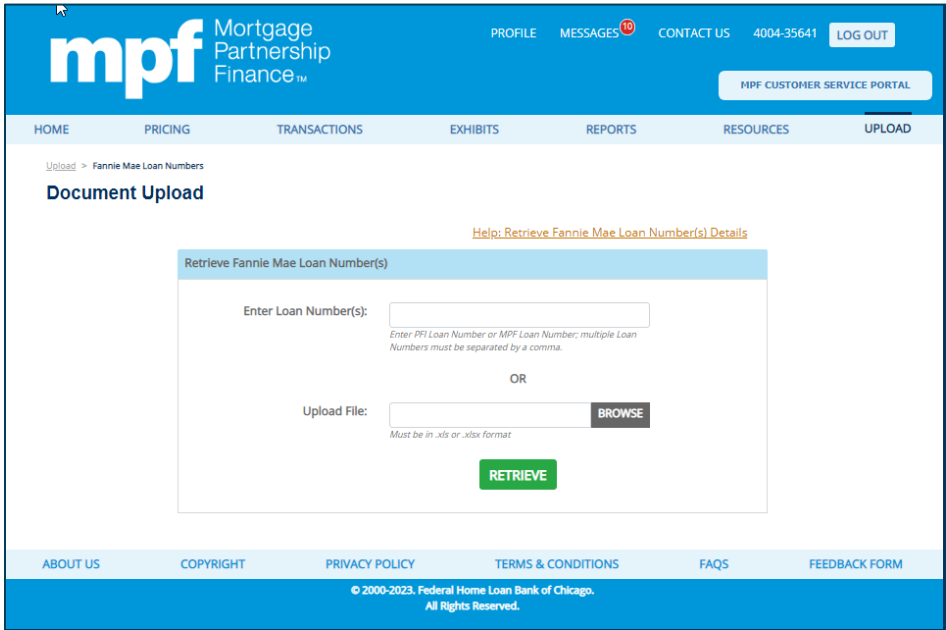 mpf
Mortgage
Partnership
Finance™
PROFILE MESSAGES 10 CONTACT US 4004-35641 LOG OUT
MPF CUSTOMER SERVICE PORTAL
HOME PRICING TRANSACTIONS EXHIBITS REPORTS RESOURCES UPLOAD
Upload > Fannie Mae Loan Numbers
Document Upload
Help: Retrieve Fannie Mae Loan Number(s) Details
Retrieve Fannie Mae Loan Number(s)
Enter Loan Number(s):
Enter PFI Loan Number or MPF Loan Number; multiple Loan
Numbers must be separated by a comma.
OR
Upload File: BROWSE
Must be in .xls or .xlsx format
RETRIEVE
ABOUT US COPYRIGHT PRIVACY POLICY TERMS & CONDITIONS FAQS FEEDBACK FORM
© 2000-2023. Federal Home Loan Bank of Chicago.
All Rights Reserved.